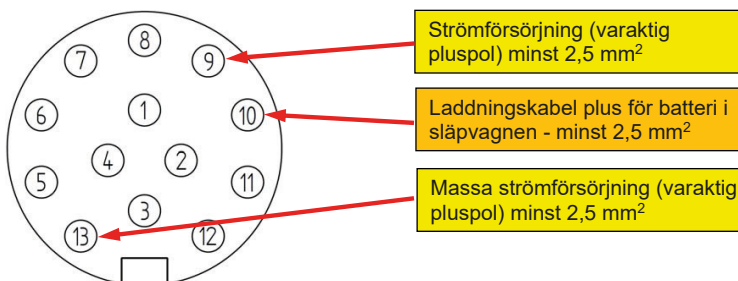 Strömförsörjning (varaktig
pluspol) minst 2,5 mm²
Laddningskabel plus för batteri i
släpvagnen - minst 2,5 mm²
Massa strömförsörjning (varaktig
pluspol) minst 2,5 mm²
8
7
9
6
1
10
4
2
5
11
3
13
12